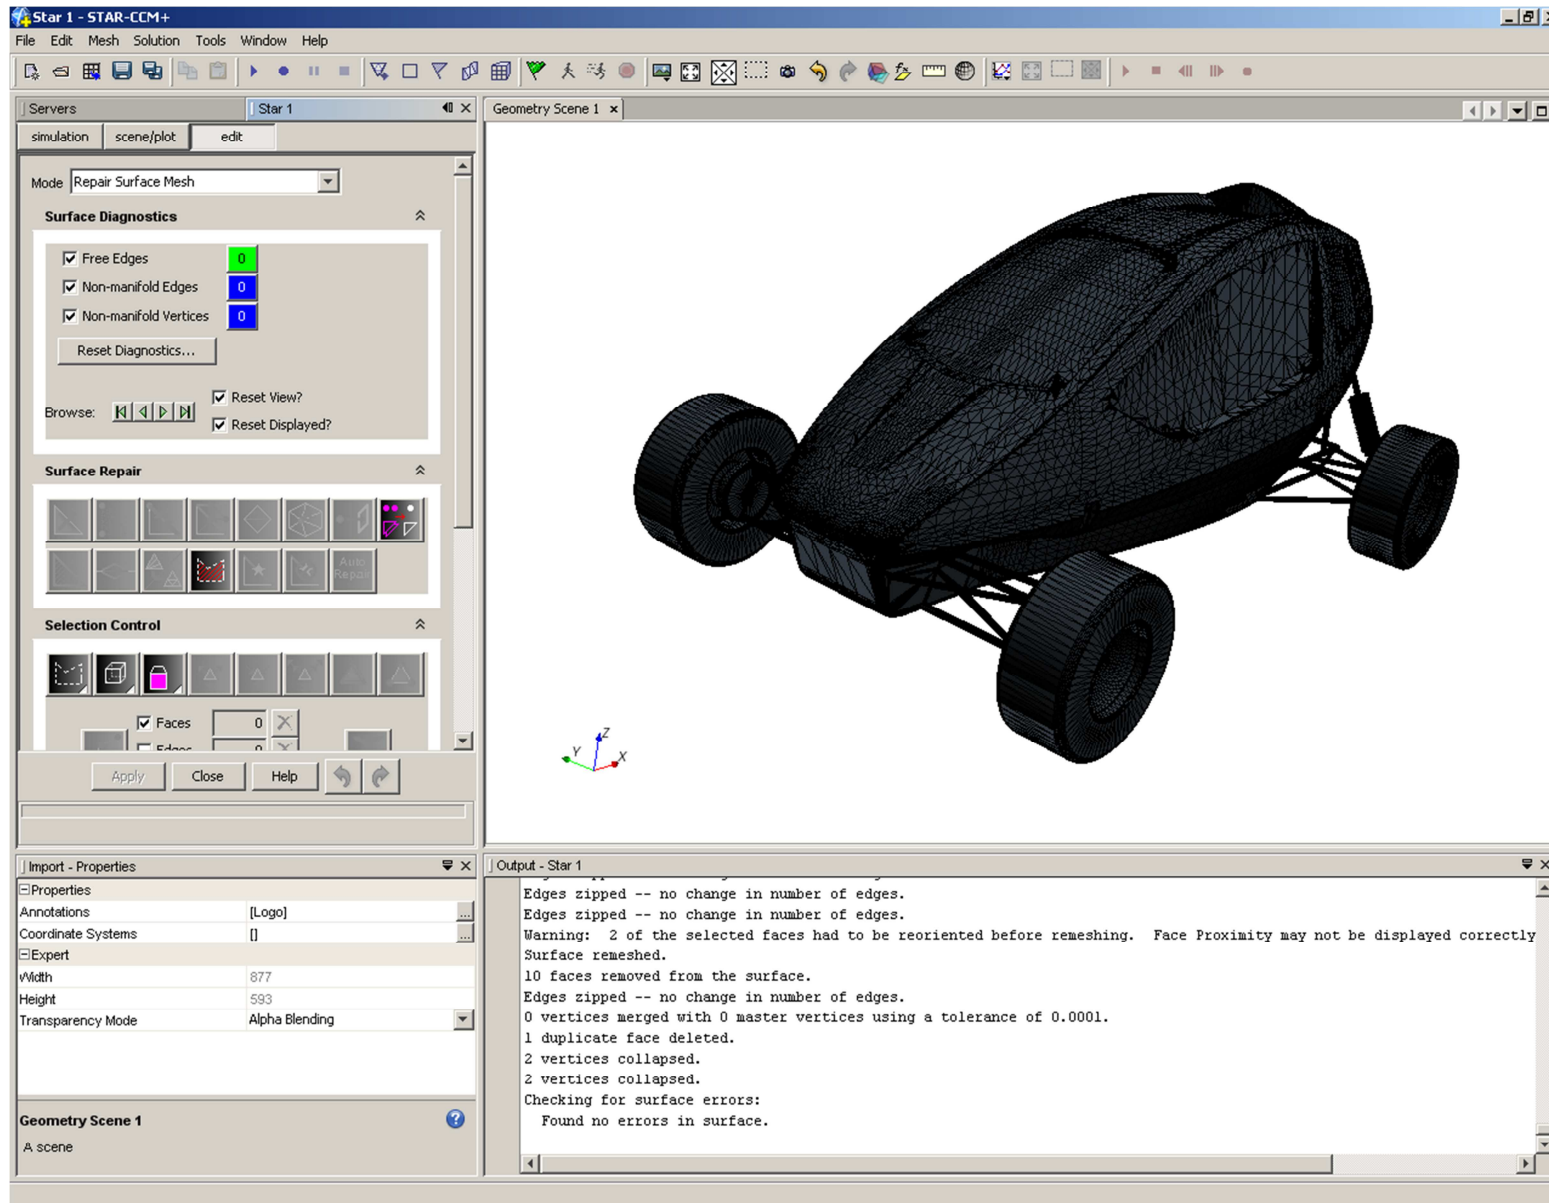 Star 1 - STAR-CCM+
File Edit Mesh Solution Tools Window Help
Servers
Star 1
simulation scene/plot edit
Mode Repair Surface Mesh
Surface Diagnostics
Free Edges 0
Non-manifold Edges 0
Non-manifold Vertices 0
Reset Diagnostics...
Browse:
Reset View?
Reset Displayed?
Surface Repair
Auto
Repair
Selection Control
Faces 0
Edges 0
Apply Close Help
Import - Properties
Properties
Annotations [Logo] ...
Coordinate Systems [] ...
Expert
Width 877
Height 593
Transparency Mode Alpha Blending
Geometry Scene 1
A scene
Geometry Scene 1
Z
Y
X
Output - Star 1
Edges zipped -- no change in number of edges.
Edges zipped -- no change in number of edges.
Warning: 2 of the selected faces had to be reoriented before remeshing. Face Proximity may not be displayed correctly
Surface remeshed.
10 faces removed from the surface.
Edges zipped -- no change in number of edges.
0 vertices merged with 0 master vertices using a tolerance of 0.0001.
1 duplicate face deleted.
2 vertices collapsed.
2 vertices collapsed.
Checking for surface errors:
Found no errors in surface.